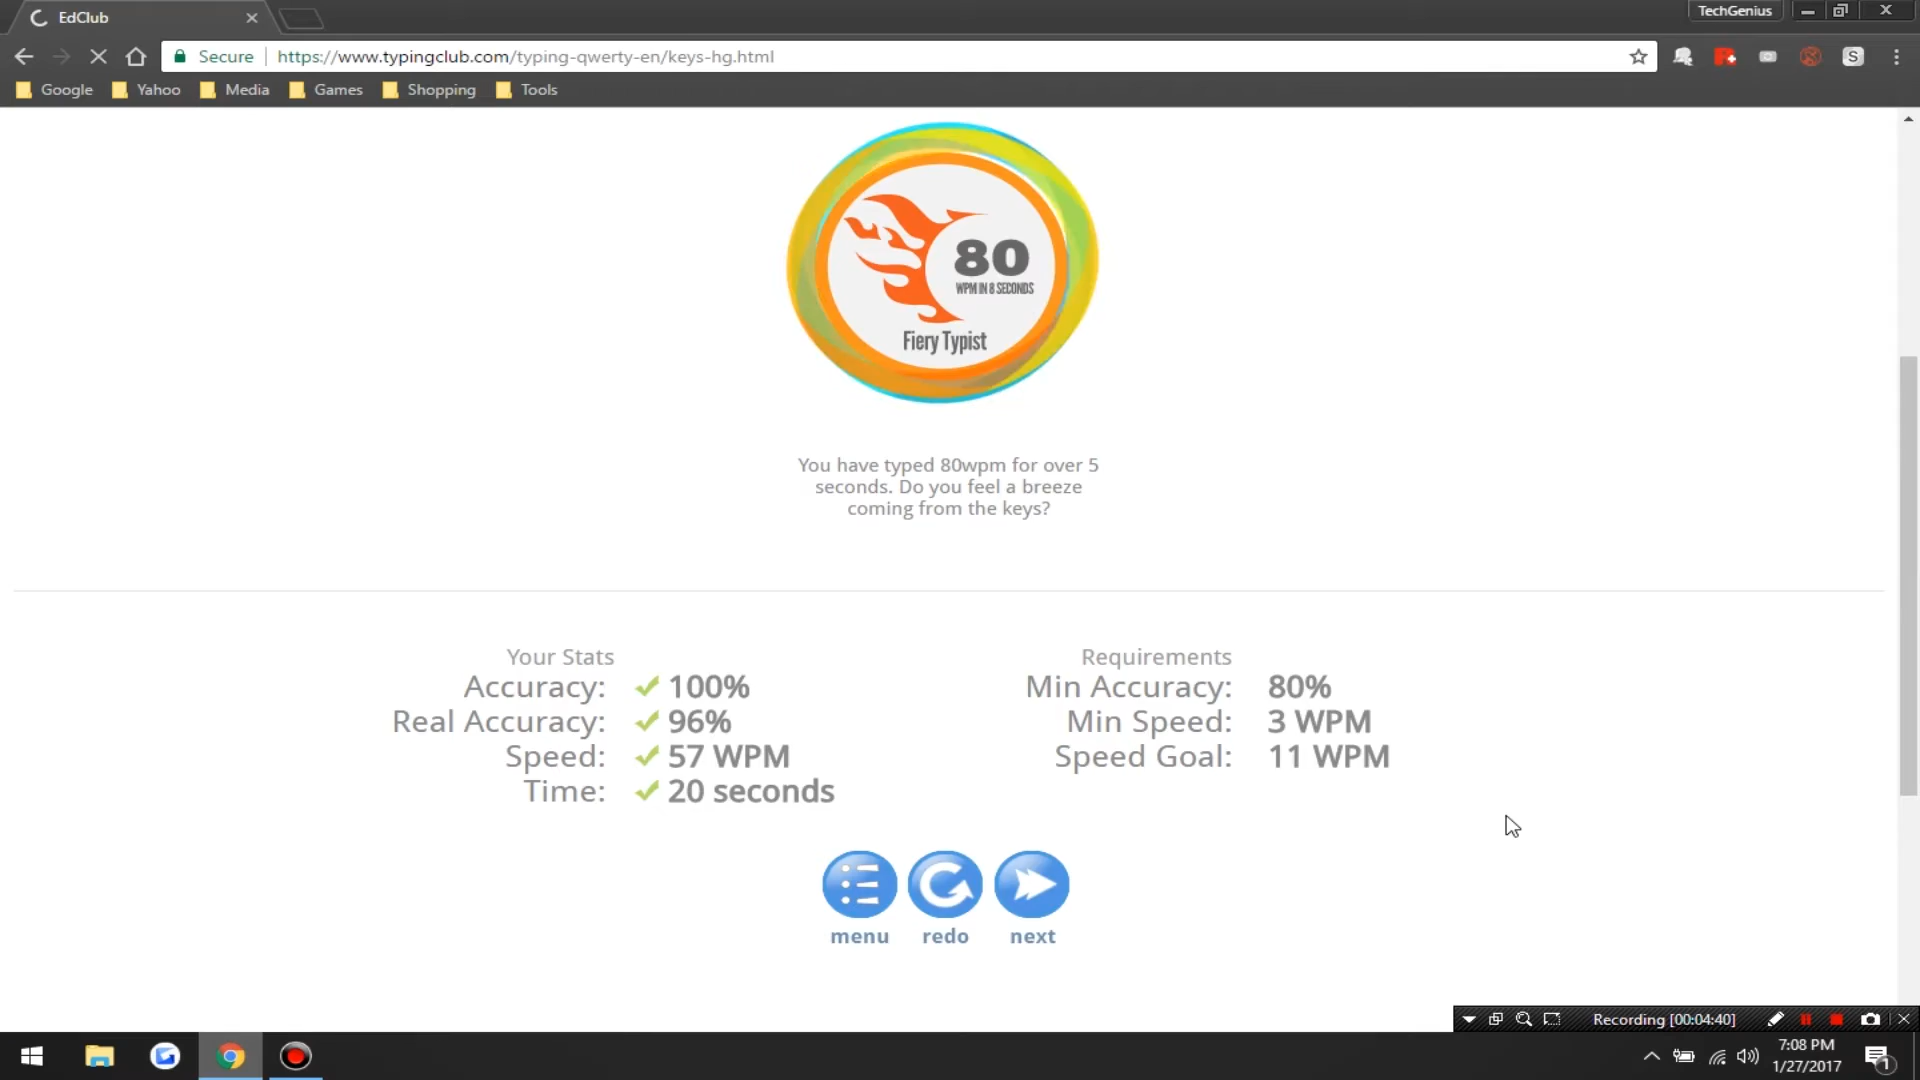 EdClub
TechGenius
Secure
https://www.typingclub.com/typing-qwerty-en/keys-hg.html
S
Google Yahoo Media Games Shopping Tools
80
WPM IN 8 SECONDS
Fiery Typist
You have typed 80wpm for over 5
seconds. Do you feel a breeze
coming from the keys?
Your Stats
Accuracy: 100%
Real Accuracy: 96%
Speed: 57 WPM
Time: 20 seconds
Requirements
Min Accuracy: 80%
Min Speed: 3 WPM
Speed Goal: 11 WPM
menu redo next
Recording [00:04:40]
7:08 PM
1/27/2017
1